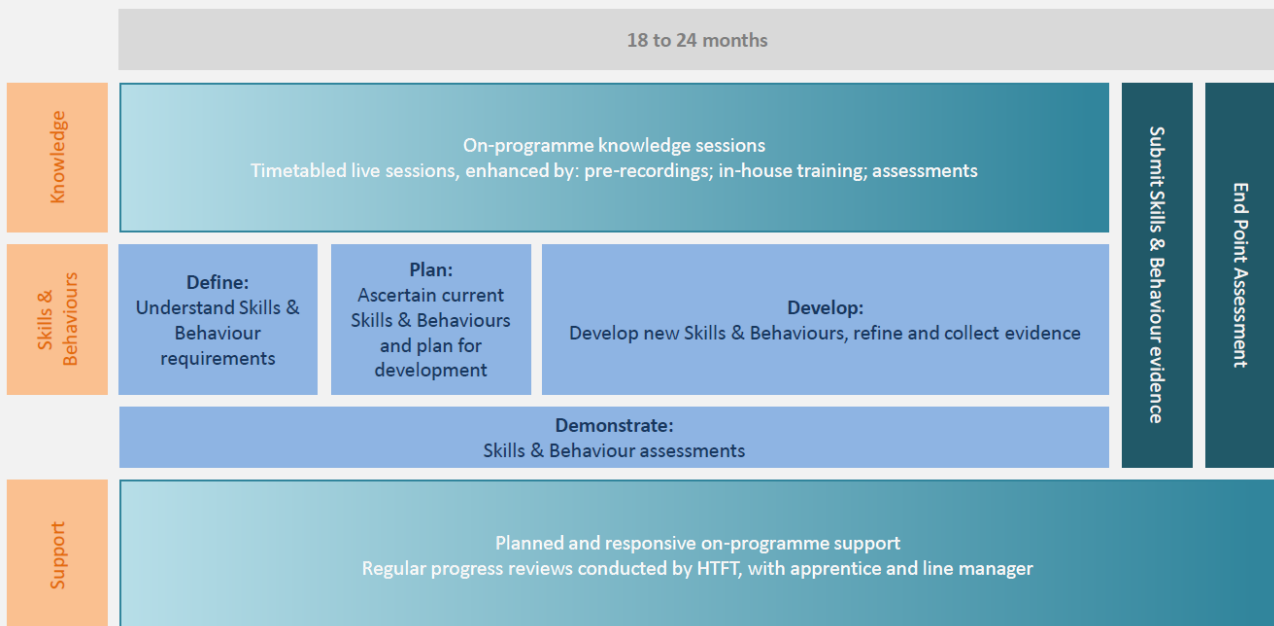 18 to 24 months
Knowledge
On-programme knowledge sessions
Timetabled live sessions, enhanced by: pre-recordings; in-house training; assessments
Submit Skills & Behaviour evidence
End Point Assessment
Skills &
Behaviours
Define:
Understand Skills &
Behaviour
requirements
Plan:
Ascertain current
Skills & Behaviours
and plan for
development
Develop:
Develop new Skills & Behaviours, refine and collect evidence
Demonstrate:
Skills & Behaviour assessments
Support
Planned and responsive on-programme support
Regular progress reviews conducted by HTFT, with apprentice and line manager